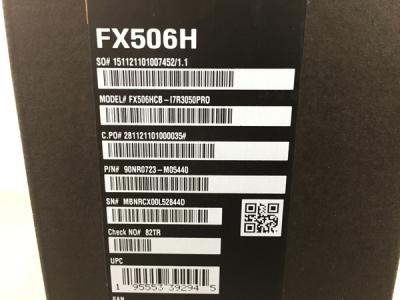 FX506H
SO# 151121101007452/1.1
MODEL# FX506HCB-I7R3050PRO
C.PO# 281121101000035#
P/N# 90NR0723-M05440
SN# MBNRCX00L52844D
Check NO# 82TR
UPC
1 95553 39294 5
EAN